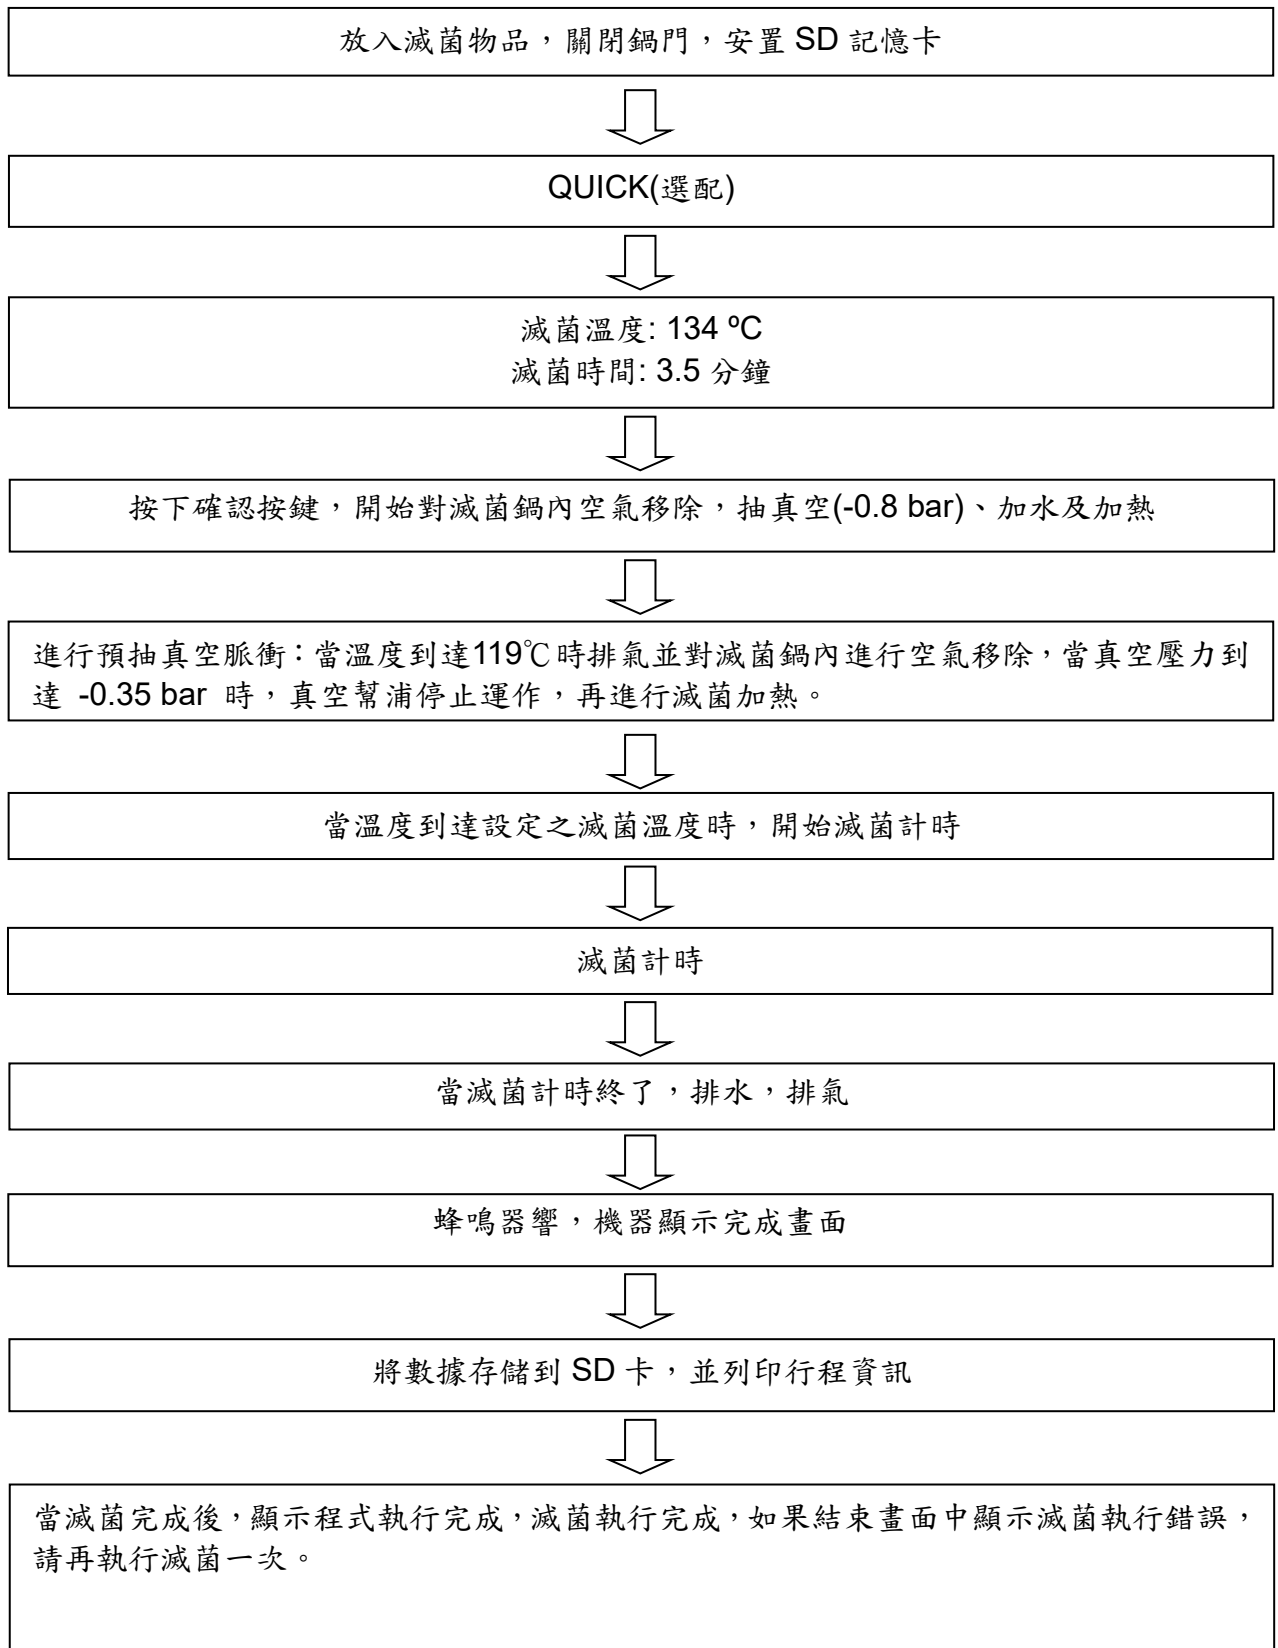 放入滅菌物品，關閉鍋門，安置 SD 記憶卡
QUICK(選配)
滅菌溫度: 134 ºC
滅菌時間: 3.5 分鐘
按下確認按鍵，開始對滅菌鍋內空氣移除，抽真空(-0.8 bar)、加水及加熱
進行預抽真空脈衝：當溫度到達119℃時排氣並對滅菌鍋內進行空氣移除，當真空壓力到
達 -0.35 bar 時，真空幫浦停止運作，再進行滅菌加熱。
當溫度到達設定之滅菌溫度時，開始滅菌計時
滅菌計時
當滅菌計時終了，排水，排氣
蜂鳴器響，機器顯示完成畫面
將數據存儲到 SD 卡，並列印行程資訊
當滅菌完成後，顯示程式執行完成，滅菌執行完成，如果結束畫面中顯示滅菌執行錯誤，
請再執行滅菌一次。